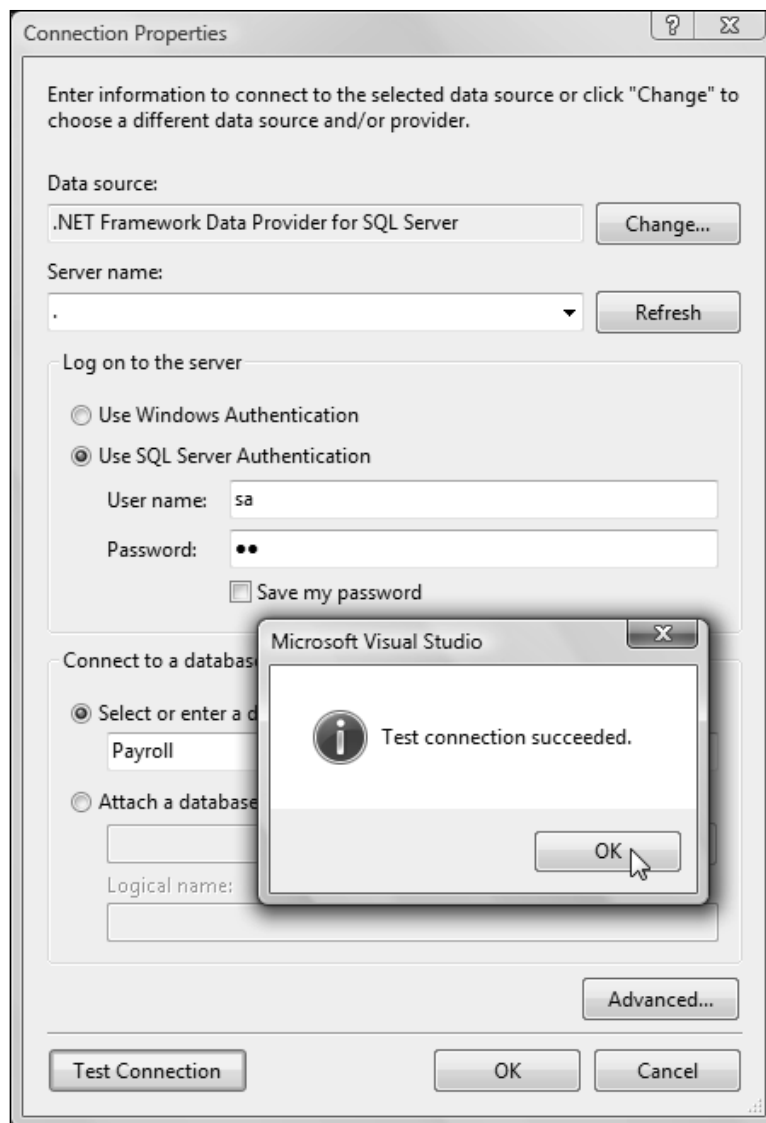 Connection Properties
Enter information to connect to the selected data source or click "Change" to
choose a different data source and/or provider.
Data source:
.NET Framework Data Provider for SQL Server
Change...
Server name:
.
Refresh
Log on to the server
Use Windows Authentication
Use SQL Server Authentication
User name:
sa
Password:
●●
Save my password
Connect to a database
Select or enter a d
Payroll
Attach a database
Logical name:
Microsoft Visual Studio
Test connection succeeded.
OK
Advanced...
Test Connection
OK
Cancel